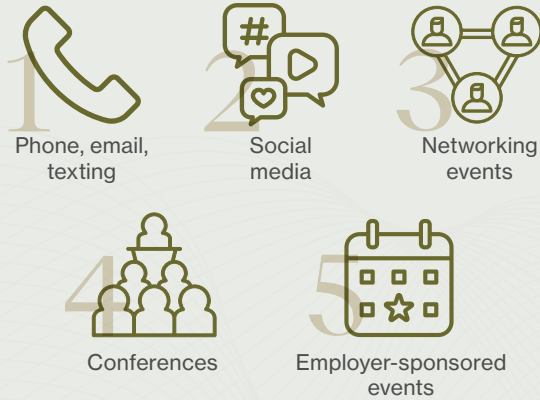 1
Phone, email,
texting
2
#
Social
media
3
Networking
events
4
Conferences
5
Employer-sponsored
events